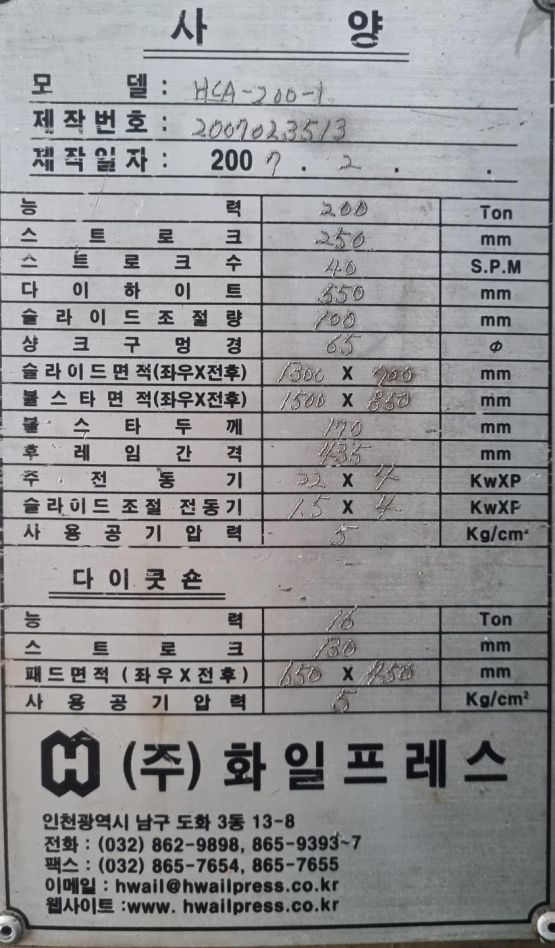 사 양
모 델 : HCA-200-1
제작번호 : 2007023513
제작일자 : 2007 . 2 . .
능 력 200 Ton
스 트 로 크 250 mm
스 트 로 크 수 40 S.P.M
다 이 하 이 트 550 mm
슬 라 이 드 조 절 량 100 mm
샹 크 구 멍 경 65 ø
슬라이드면적(좌우X전후) 1300 X 700 mm
볼스타면적(좌우X전후) 1500 X 850 mm
볼 스 타 두 께 170 mm
후 레 임 간 격 435 mm
주 전 동 기 22 X 4 KwXP
슬라이드 조절 전동기 1.5 X 4 KwXP
사 용 공 기 압 력 5 Kg/cm²
다이쿳숀
능 력 16 Ton
스 트 로 크 130 mm
패드면적 (좌우X전후) 650 X 450 mm
사 용 공 기 압 력 5 Kg/cm²
(주) 화일프레스
인천광역시 남구 도화 3동 13-8
전화 : (032) 862-9898, 865-9393~7
팩스 : (032) 865-7654, 865-7655
이메일 : hwail@hwailpress.co.kr
웹사이트 :www. hwailpress.co.kr